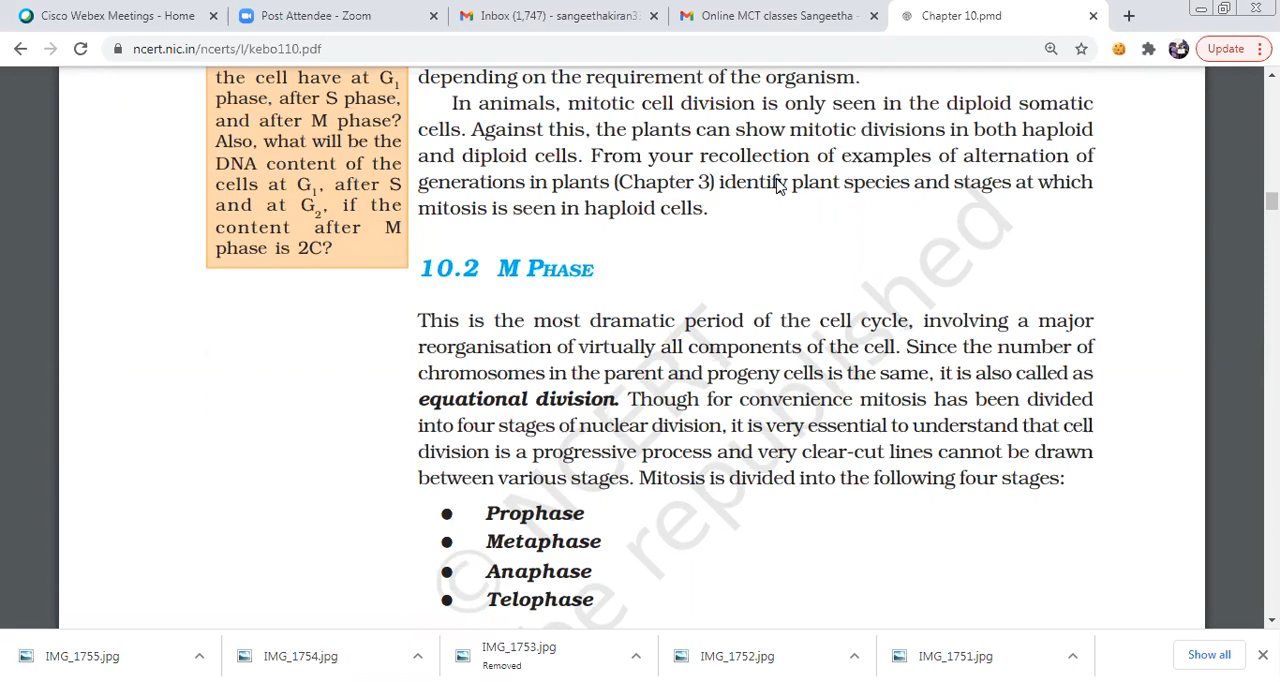 Cisco Webex Meetings - Home
Post Attendee - Zoom
Inbox (1,747) - sangeethakiran3
Online MCT classes Sangeetha -
Chapter 10.pmd
ncert.nic.in/ncerts/l/kebo110.pdf
Update
the cell have at G1
phase, after S phase,
and after M phase?
Also, what will be the
DNA content of the
cells at G1, after S
and at G2, if the
content after M
phase is 2C?
depending on the requirement of the organism.
In animals, mitotic cell division is only seen in the diploid somatic
cells. Against this, the plants can show mitotic divisions in both haploid
and diploid cells. From your recollection of examples of alternation of
generations in plants (Chapter 3) identify plant species and stages at which
mitosis is seen in haploid cells.
10.2 M PHASE
This is the most dramatic period of the cell cycle, involving a major
reorganisation of virtually all components of the cell. Since the number of
chromosomes in the parent and progeny cells is the same, it is also called as
equational division. Though for convenience mitosis has been divided
into four stages of nuclear division, it is very essential to understand that cell
division is a progressive process and very clear-cut lines cannot be drawn
between various stages. Mitosis is divided into the following four stages:
● Prophase
● Metaphase
● Anaphase
● Telophase
© NCERT
be republished
IMG_1755.jpg
IMG_1754.jpg
IMG_1753.jpg
Removed
IMG_1752.jpg
IMG_1751.jpg
Show all